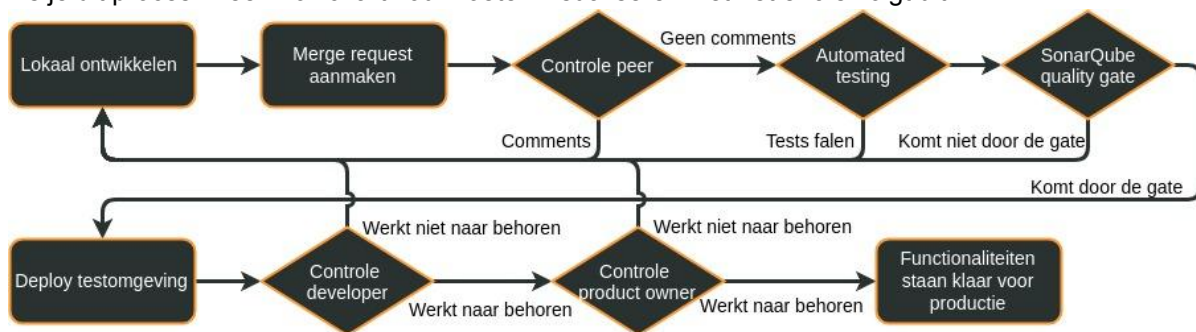 Geen comments
Lokaal ontwikkelen
Merge request
aanmaken
Controle peer
Automated
testing
SonarQube
quality gate
Comments
Tests falen
Komt niet door de gate
Komt door de gate
Werkt niet naar behoren
Werkt niet naar behoren
Deploy testomgeving
Controle
developer
Controle
product owner
Functionaliteiten
staan klaar voor
productie
Werkt naar behoren
Werkt naar behoren